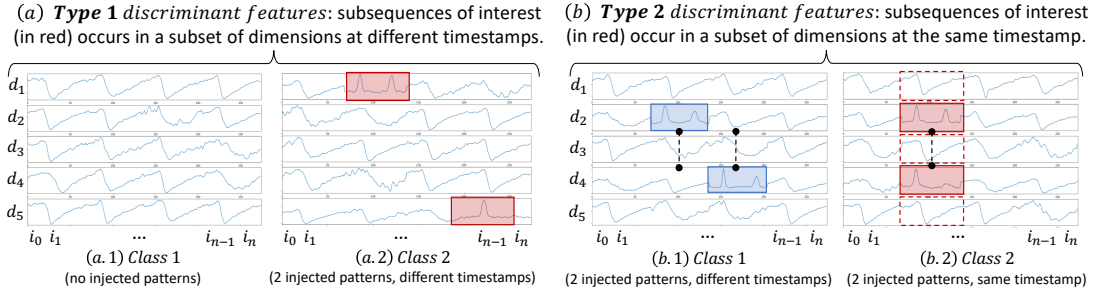 (a) Type 1 discriminant features: subsequences of interest
(in red) occurs in a subset of dimensions at different timestamps.
d1
d2
d3
d4
d5
i0 i1 ... in−1 in
i0 i1 ... in−1 in
(a. 1) Class 1
(no injected patterns)
(a. 2) Class 2
(2 injected patterns, different timestamps)
(b) Type 2 discriminant features: subsequences of interest
(in red) occur in a subset of dimensions at the same timestamp.
d1
d2
d3
d4
d5
i0 i1 ... in−1 in
i0 i1 ... in−1 in
(b. 1) Class 1
(2 injected patterns, different timestamps)
(b. 2) Class 2
(2 injected patterns, same timestamp)